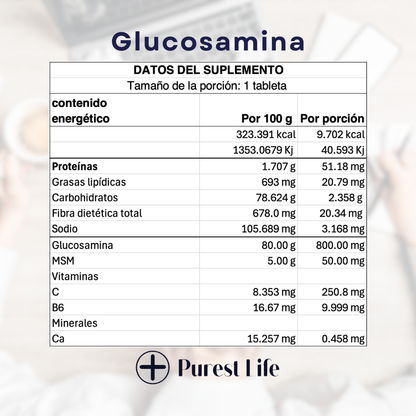 Glucosamina
DATOS DEL SUPLEMENTO
Tamaño de la porción: 1 tableta
contenido
energético Por 100 g Por porción
323.391 kcal 9.702 kcal
1353.0679 Kj 40.593 Kj
Proteínas 1.707 g 51.18 mg
Grasas lipídicas 693 mg 20.79 mg
Carbohidratos 78.624 g 2.358 g
Fibra dietética total 678.0 mg 20.34 mg
Sodio 105.689 mg 3.168 mg
Glucosamina 80.00 g 800.00 mg
MSM 5.00 g 50.00 mg
Vitaminas
C 8.353 mg 250.8 mg
B6 16.67 mg 9.999 mg
Minerales
Ca 15.257 mg 0.458 mg
Purest Life